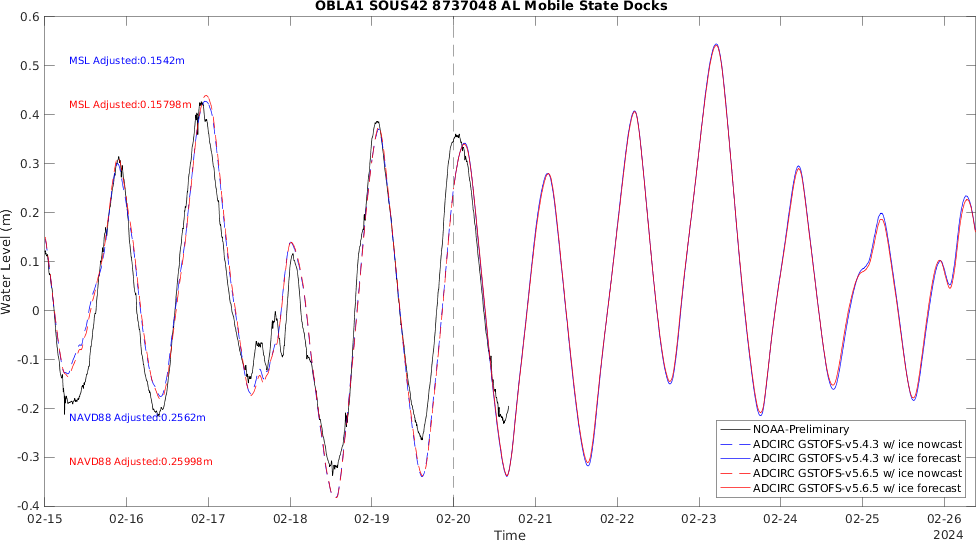 OBLA1 SOUS42 8737048 AL Mobile State Docks
0.6
0.5
0.4
0.3
0.2
0.1
0
-0.1
-0.2
-0.3
-0.4
Water Level (m)
MSL Adjusted:0.1542m
MSL Adjusted:0.15798m
NAVD88 Adjusted:0.2562m
NAVD88 Adjusted:0.25998m
NOAA-Preliminary
ADCIRC GSTOFS-v5.4.3 w/ ice nowcast
ADCIRC GSTOFS-v5.4.3 w/ ice forecast
ADCIRC GSTOFS-v5.6.5 w/ ice nowcast
ADCIRC GSTOFS-v5.6.5 w/ ice forecast
02-15 02-16 02-17 02-18 02-19 02-20 02-21 02-22 02-23 02-24 02-25 02-26
Time
2024